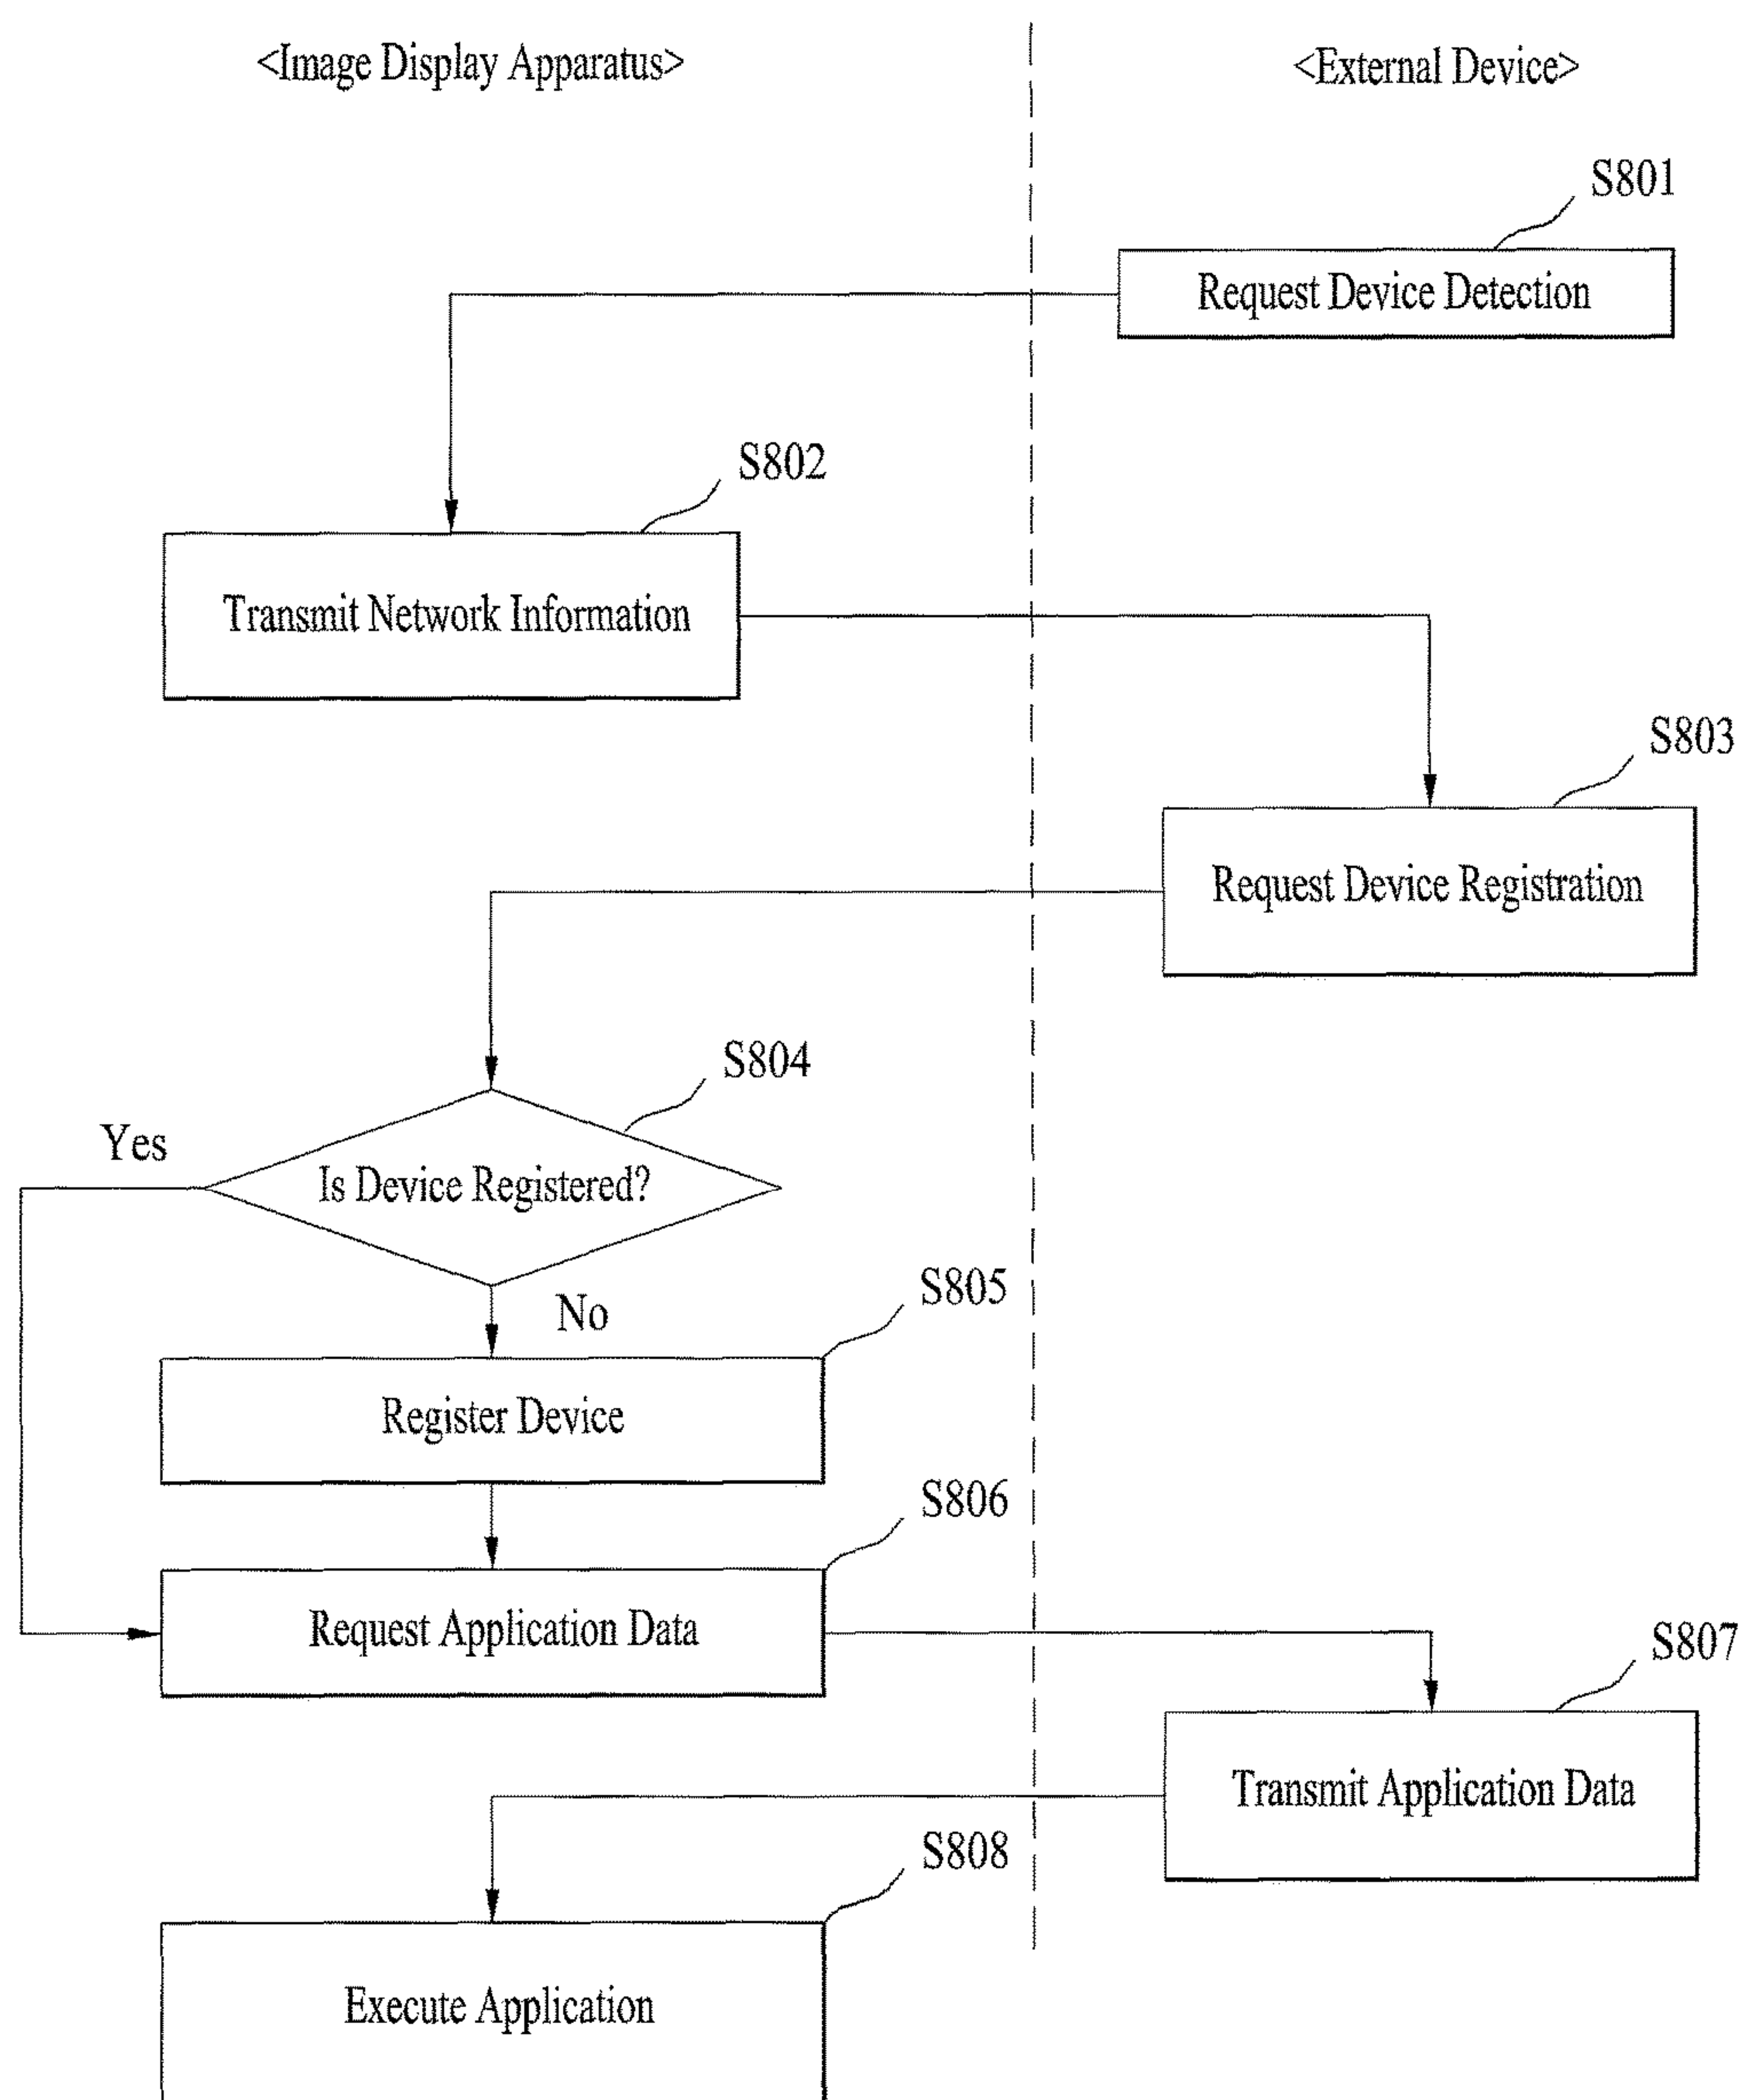 <Image Display Apparatus>
<External Device>
S801
Request Device Detection
S802
Transmit Network Information
S803
Request Device Registration
S804
Yes
Is Device Registered?
No
S805
Register Device
S806
Request Application Data
S807
Transmit Application Data
S808
Execute Application